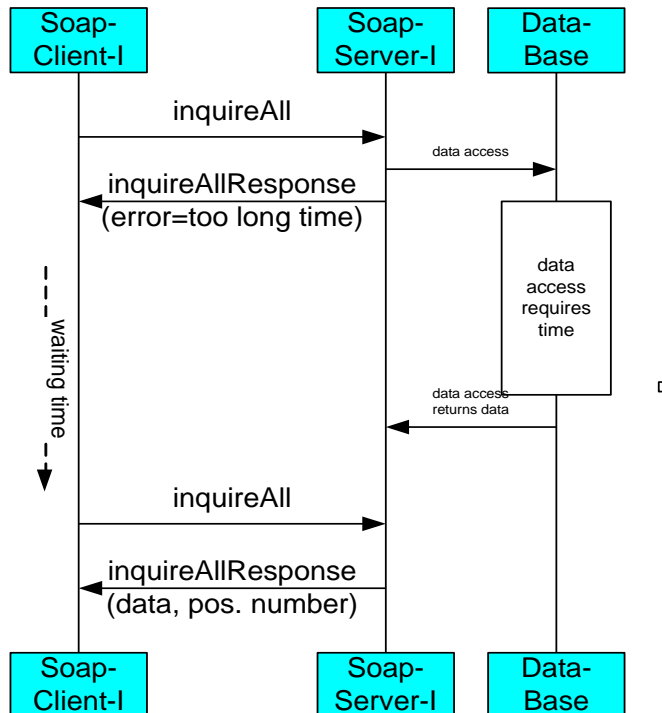 Soap-
Client-I
Soap-
Server-I
Data-
Base
inquireAll
data access
inquireAllResponse
(error=too long time)
data
access
requires
time
waiting time
data access
returns data
inquireAll
inquireAllResponse
(data, pos. number)
Soap-
Client-I
Soap-
Server-I
Data-
Base